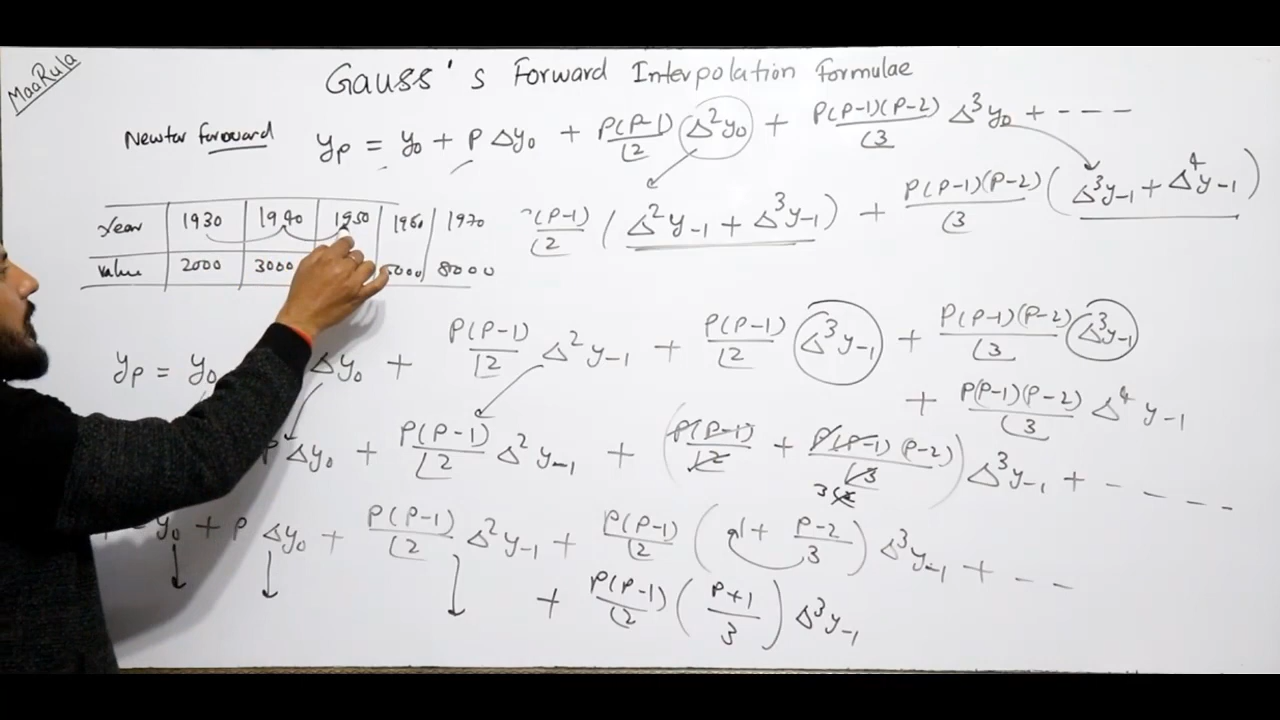 MaaRula
Gauss's Forward Interpolation Formulae
Newton forward yp = y0 + P Δy0 + P(P-1)/⌊2 Δ²y0 + P(P-1)(P-2)/⌊3 Δ³y0 + ----
(P-1)/⌊2 (Δ²y-1 + Δ³y-1) + P(P-1)(P-2)/⌊3 (Δ³y-1 + Δ⁴y-1)
Year 1930 1940 1950 1960 1970
Value 2000 3000 000 8000
yp = y0 Δy0 + P(P-1)/⌊2 Δ²y-1 + P(P-1)/⌊2 Δ³y-1 + P(P-1)(P-2)/⌊3 Δ³y-1
+ P(P-1)(P-2)/⌊3 Δ⁴y-1
P Δy0 + P(P-1)/⌊2 Δ²y-1 + (P(P-1)/⌊2 + P(P-1)(P-2)/⌊3) Δ³y-1 + ----
3⌊2
= y0 + P Δy0 + P(P-1)/⌊2 Δ²y-1 + P(P-1)/⌊2 (1 + P-2/3) Δ³y-1 + ---
+ P(P-1)/⌊2 (P+1/3) Δ³y-1